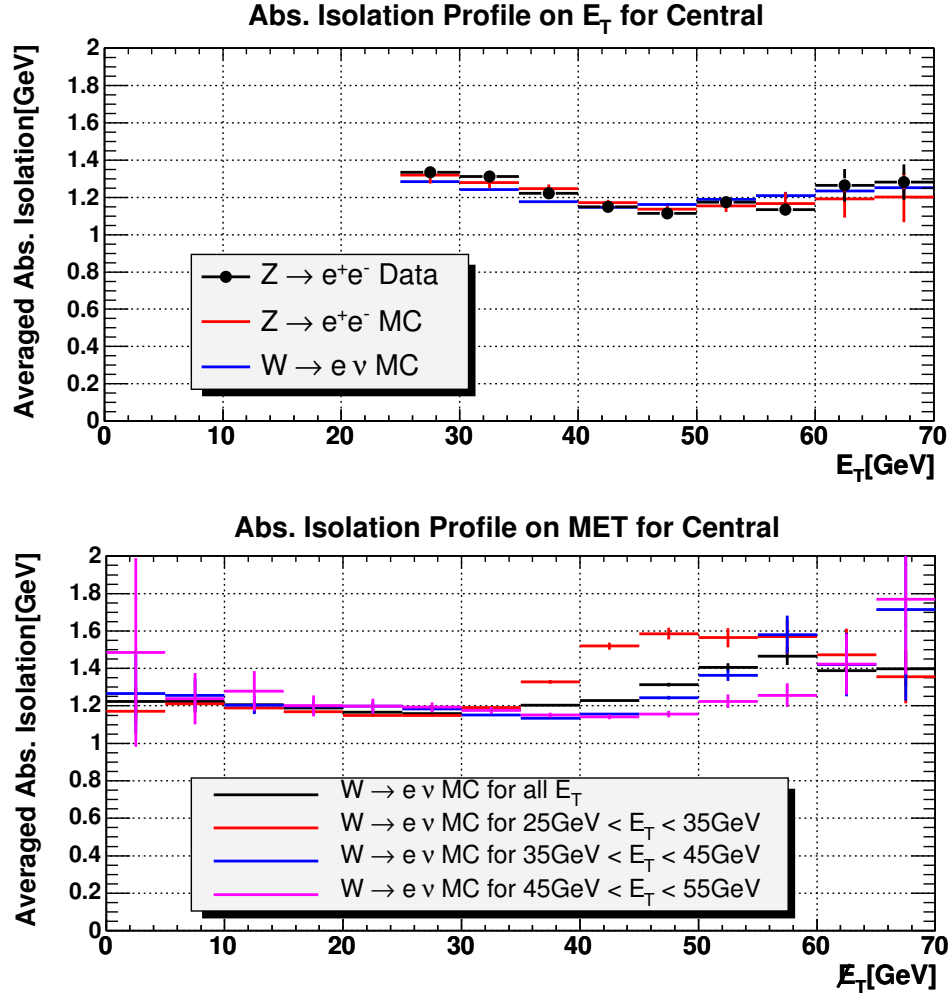 Abs. Isolation Profile on E_T for Central
Averaged Abs. Isolation[GeV]
2
1.8
1.6
1.4
1.2
1
0.8
0.6
0.4
0.2
0
Z → e⁺e⁻ Data
Z → e⁺e⁻ MC
W → e ν MC
0 10 20 30 40 50 60 70
E_T[GeV]
Abs. Isolation Profile on MET for Central
Averaged Abs. Isolation[GeV]
2
1.8
1.6
1.4
1.2
1
0.8
0.6
0.4
0.2
0
W → e ν MC for all E_T
W → e ν MC for 25GeV < E_T < 35GeV
W → e ν MC for 35GeV < E_T < 45GeV
W → e ν MC for 45GeV < E_T < 55GeV
0 10 20 30 40 50 60 70
E̸_T[GeV]